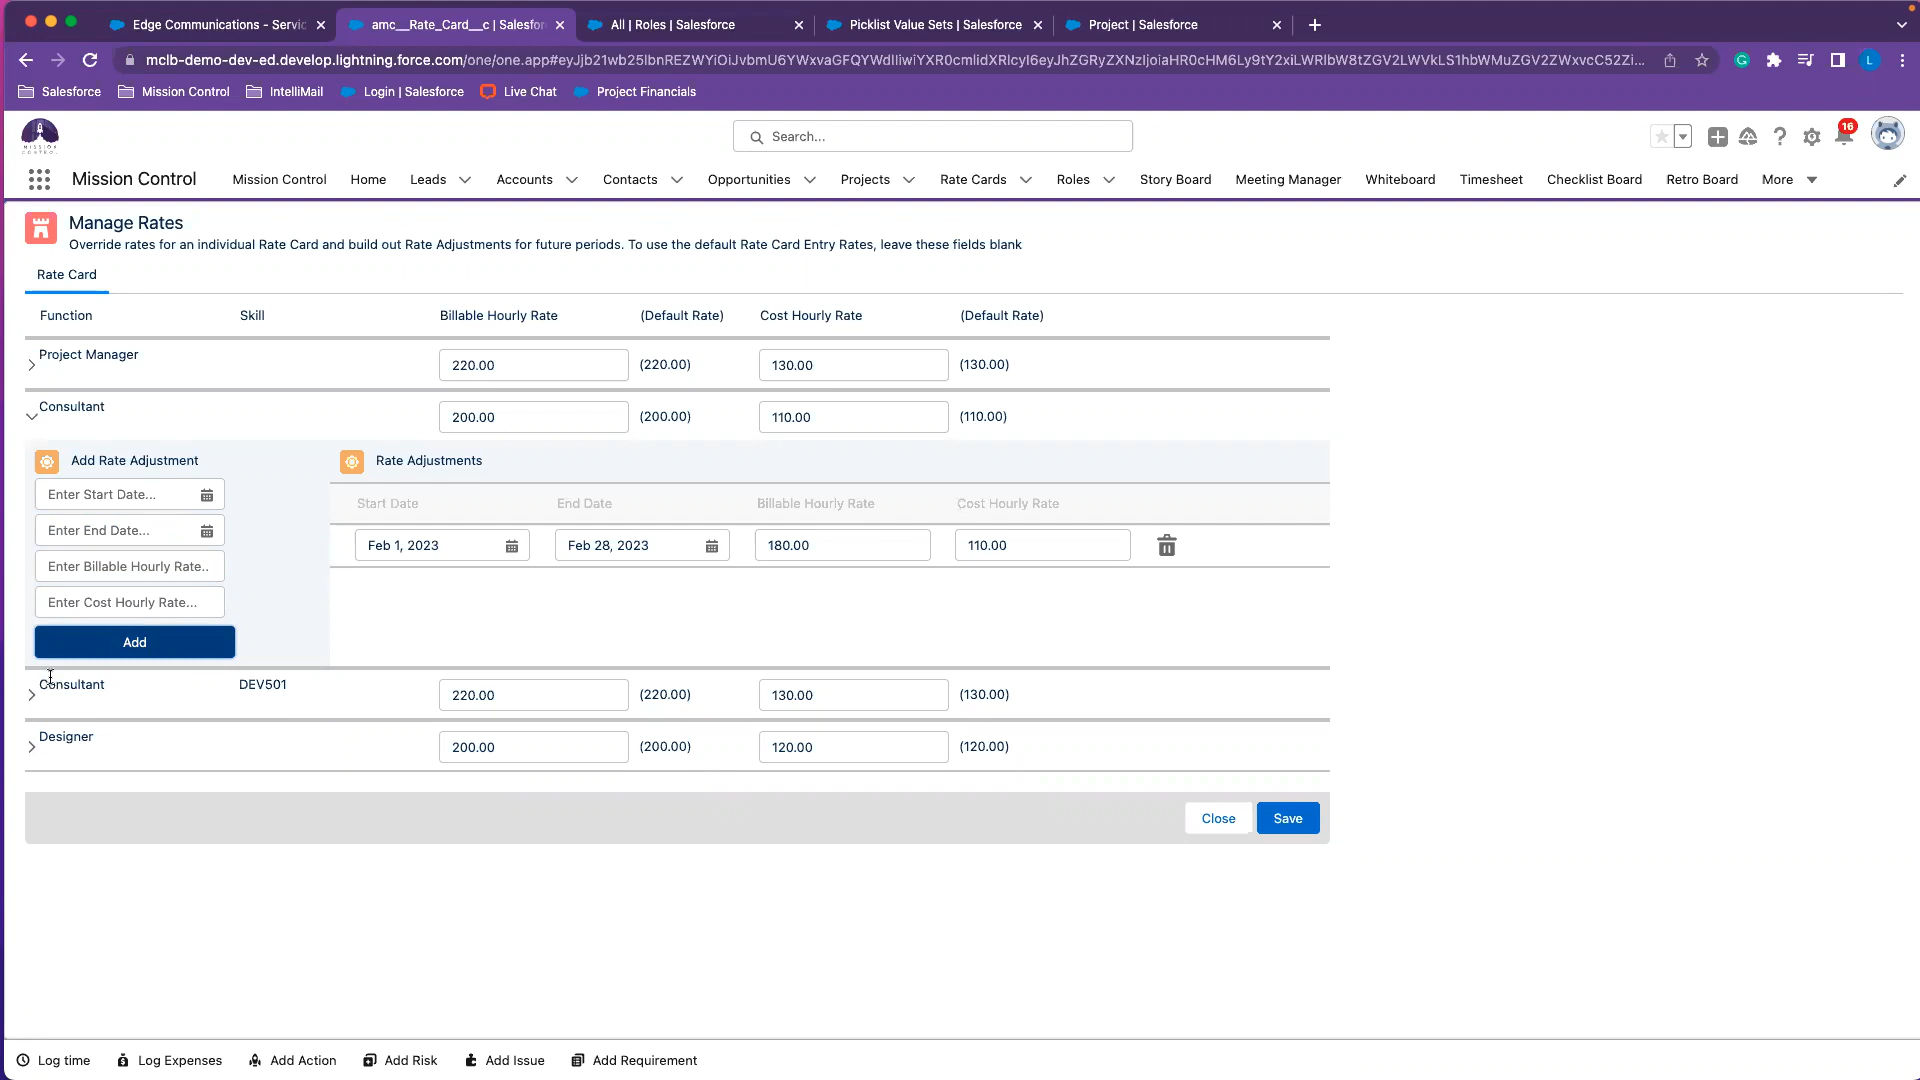 Edge Communications - Servic
amc__Rate_Card__c | Salesfor
All | Roles | Salesforce
Picklist Value Sets | Salesforce
Project | Salesforce
Salesforce
Mission Control
IntelliMail
Login | Salesforce
Live Chat
Project Financials
MISSION
CONTROL
Search...
16
L
Mission Control
Mission Control
Home
Leads
Accounts
Contacts
Opportunities
Projects
Rate Cards
Roles
Story Board
Meeting Manager
Whiteboard
Timesheet
Checklist Board
Retro Board
More
Manage Rates
Override rates for an individual Rate Card and build out Rate Adjustments for future periods. To use the default Rate Card Entry Rates, leave these fields blank
Rate Card
Function Skill Billable Hourly Rate (Default Rate) Cost Hourly Rate (Default Rate)
Project Manager 220.00 (220.00) 130.00 (130.00)
Consultant 200.00 (200.00) 110.00 (110.00)
Add Rate Adjustment
Enter Start Date...
Enter End Date...
Enter Billable Hourly Rate..
Enter Cost Hourly Rate...
Add
Rate Adjustments
Start Date End Date Billable Hourly Rate Cost Hourly Rate
Feb 1, 2023 Feb 28, 2023 180.00 110.00
Consultant DEV501 220.00 (220.00) 130.00 (130.00)
Designer 200.00 (200.00) 120.00 (120.00)
Close
Save
Log time
Log Expenses
Add Action
Add Risk
Add Issue
Add Requirement